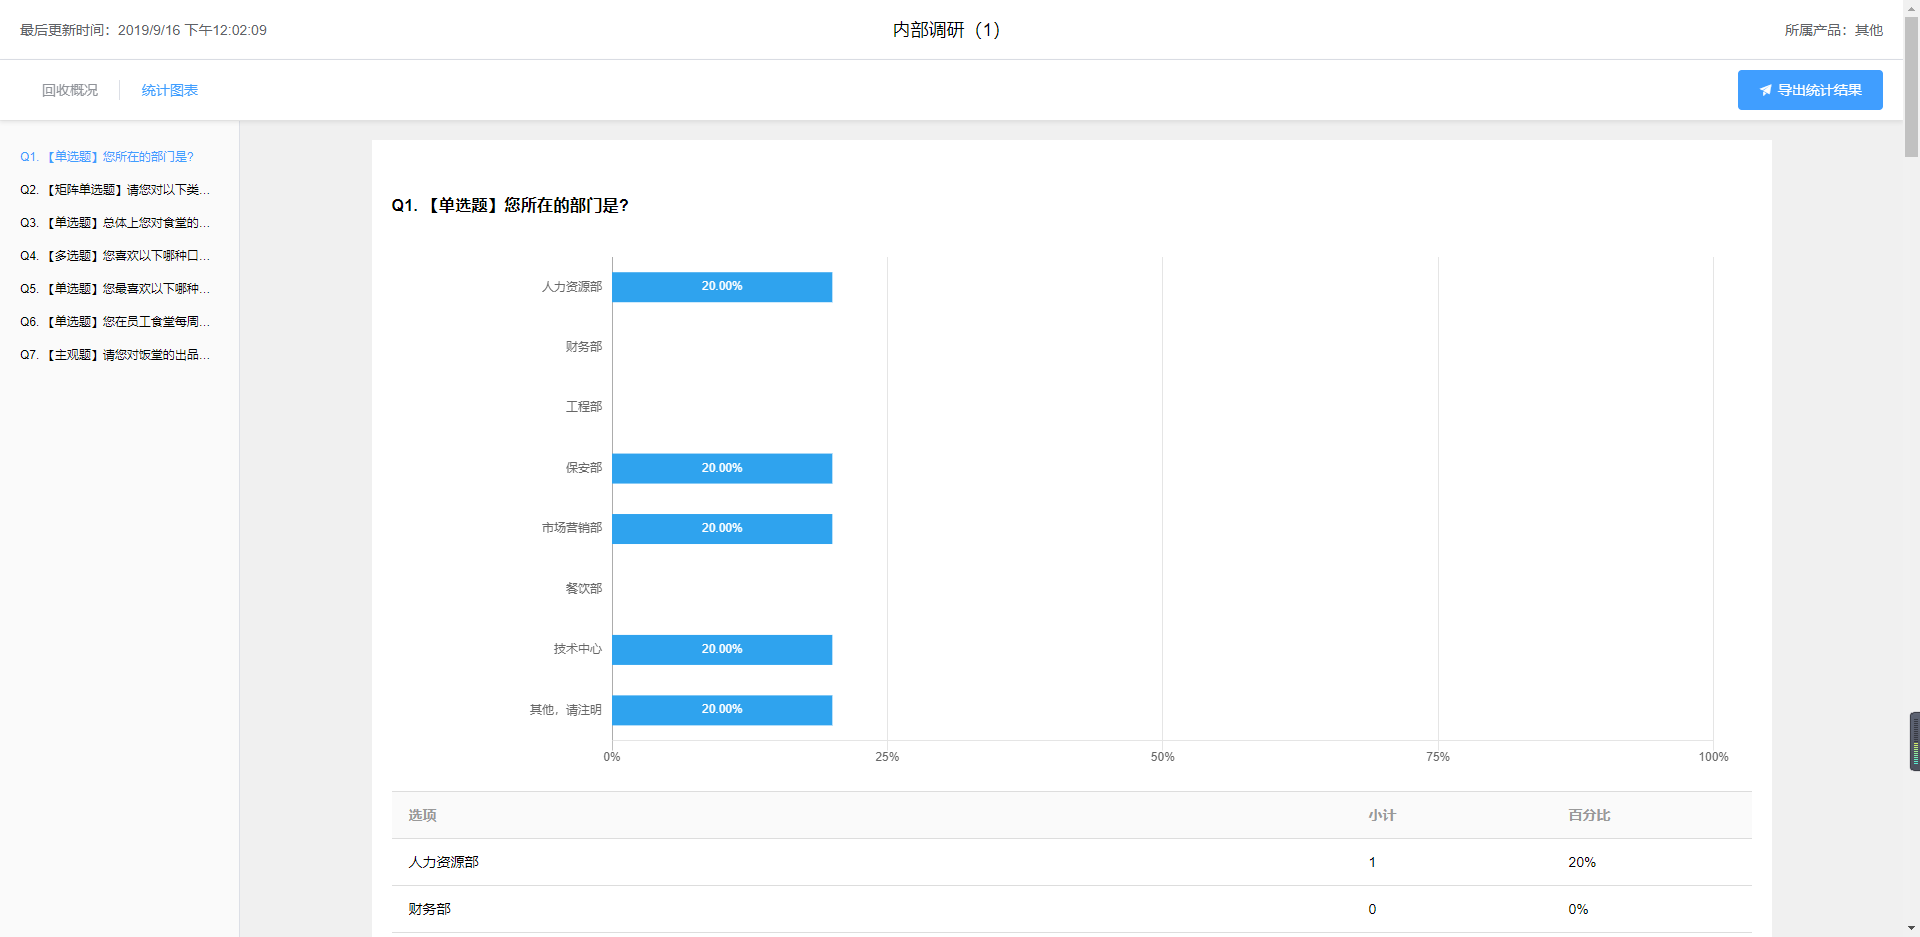 最后更新时间：2019/9/16 下午12:02:09
内部调研（1）
所属产品：其他
回收概况
统计图表
导出统计结果
Q1. 【单选题】您所在的部门是?
Q2. 【矩阵单选题】请您对以下类...
Q3. 【单选题】总体上您对食堂的...
Q4. 【多选题】您喜欢以下哪种口...
Q5. 【单选题】您最喜欢以下哪种...
Q6. 【单选题】您在员工食堂每周...
Q7. 【主观题】请您对饭堂的出品...
Q1. 【单选题】您所在的部门是?
人力资源部 20.00%
财务部
工程部
保安部 20.00%
市场营销部 20.00%
餐饮部
技术中心 20.00%
其他，请注明 20.00%
0% 25% 50% 75% 100%
选项 小计 百分比
人力资源部 1 20%
财务部 0 0%